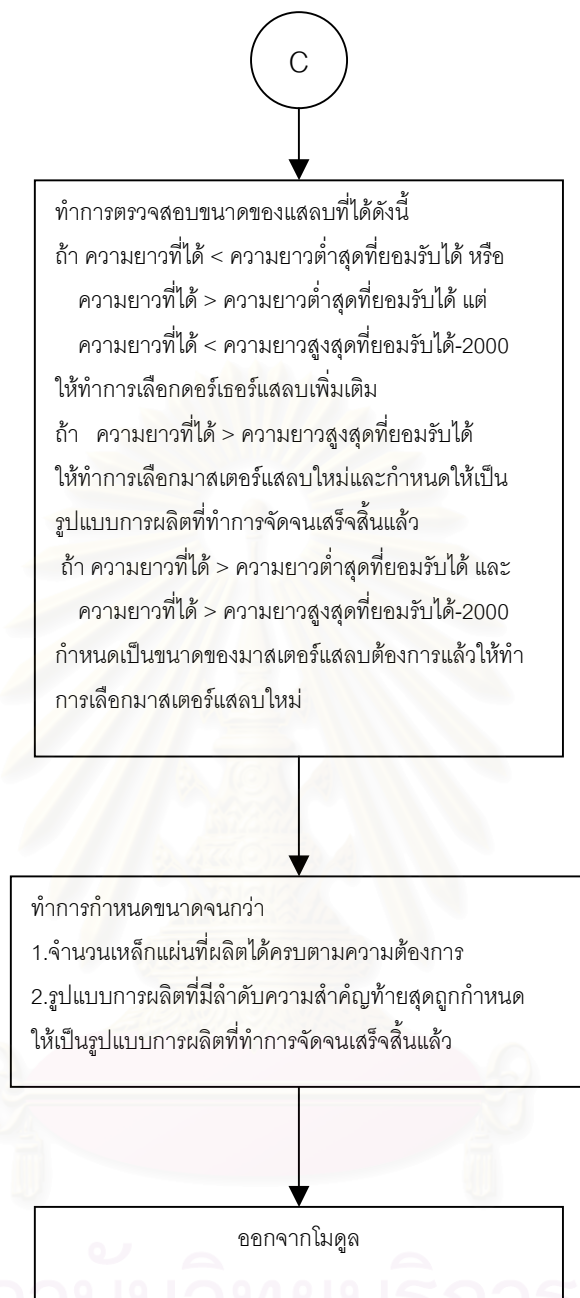 C
ทำการตรวจสอบขนาดของแสลบที่ได้ดังนี้
ถ้า ความยาวที่ได้ < ความยาวต่ำสุดที่ยอมรับได้ หรือ
ความยาวที่ได้ > ความยาวต่ำสุดที่ยอมรับได้ แต่
ความยาวที่ได้ < ความยาวสูงสุดที่ยอมรับได้-2000
ให้ทำการเลือกดอร์เธอร์แสลบเพิ่มเติม
ถ้า ความยาวที่ได้ > ความยาวสูงสุดที่ยอมรับได้
ให้ทำการเลือกมาสเตอร์แสลบใหม่และกำหนดให้เป็น
รูปแบบการผลิตที่ทำการจัดจนเสร็จสิ้นแล้ว
ถ้า ความยาวที่ได้ > ความยาวต่ำสุดที่ยอมรับได้ และ
ความยาวที่ได้ > ความยาวสูงสุดที่ยอมรับได้-2000
กำหนดเป็นขนาดของมาสเตอร์แสลบต้องการแล้วให้ทำ
การเลือกมาสเตอร์แสลบใหม่
ทำการกำหนดขนาดจนกว่า
1.จำนวนเหล็กแผ่นที่ผลิตได้ครบตามความต้องการ
2.รูปแบบการผลิตที่มีลำดับความสำคัญท้ายสุดถูกกำหนด
ให้เป็นรูปแบบการผลิตที่ทำการจัดจนเสร็จสิ้นแล้ว
ออกจากโมดูล